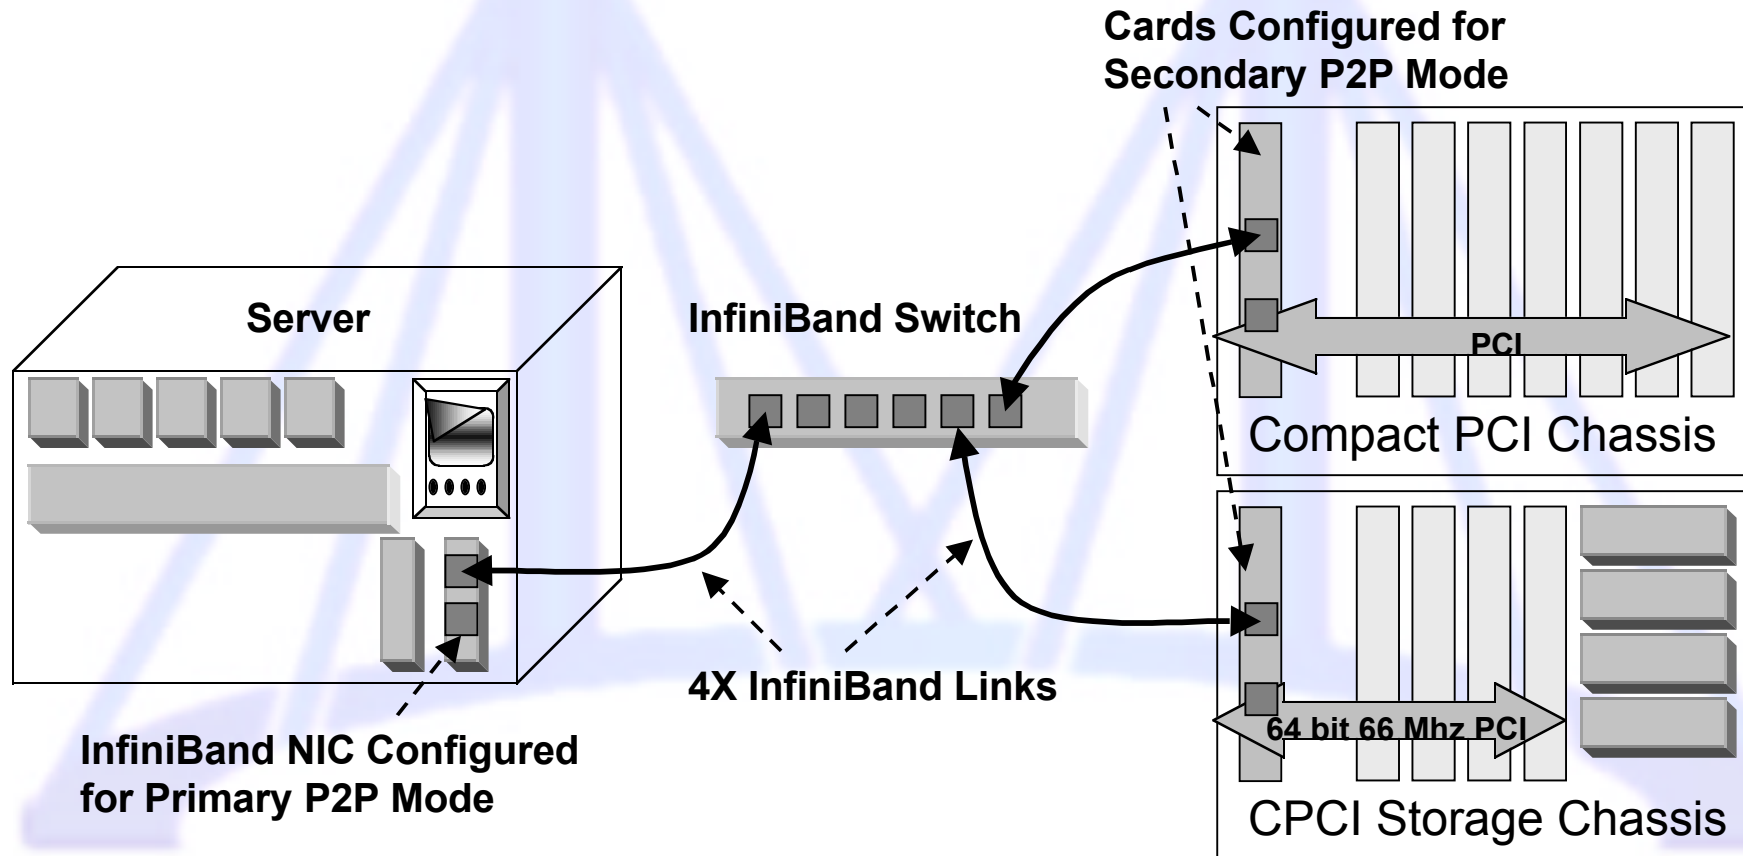 Cards Configured for
Secondary P2P Mode
Server
InfiniBand Switch
PCI
Compact PCI Chassis
4X InfiniBand Links
64 bit 66 Mhz PCI
InfiniBand NIC Configured
for Primary P2P Mode
CPCI Storage Chassis